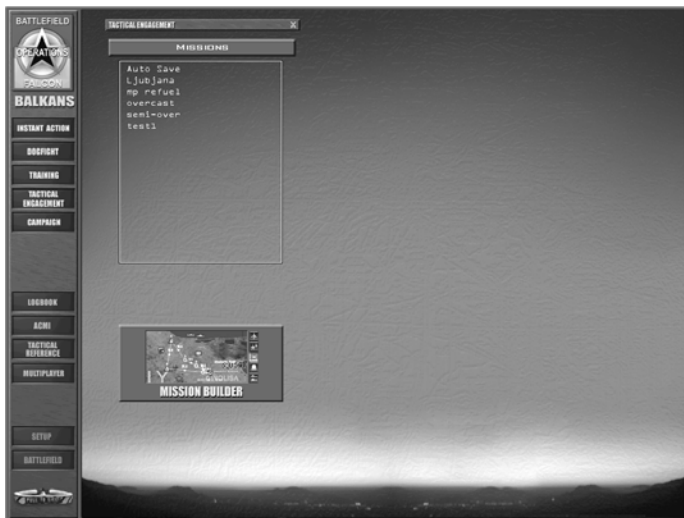 BATTLEFIELD
OPERATIONS
FALCON
BALKANS
INSTANT ACTION
DOGFIGHT
TRAINING
TACTICAL
ENGAGEMENT
CAMPAIGN
LOGBOOK
ACMI
TACTICAL
REFERENCE
MULTIPLAYER
SETUP
BATTLEFIELD
TACTICAL ENGAGEMENT X
MISSIONS
Auto Save
Ljubjana
mp refuel
overcast
semi-over
test1
MISSION BUILDER